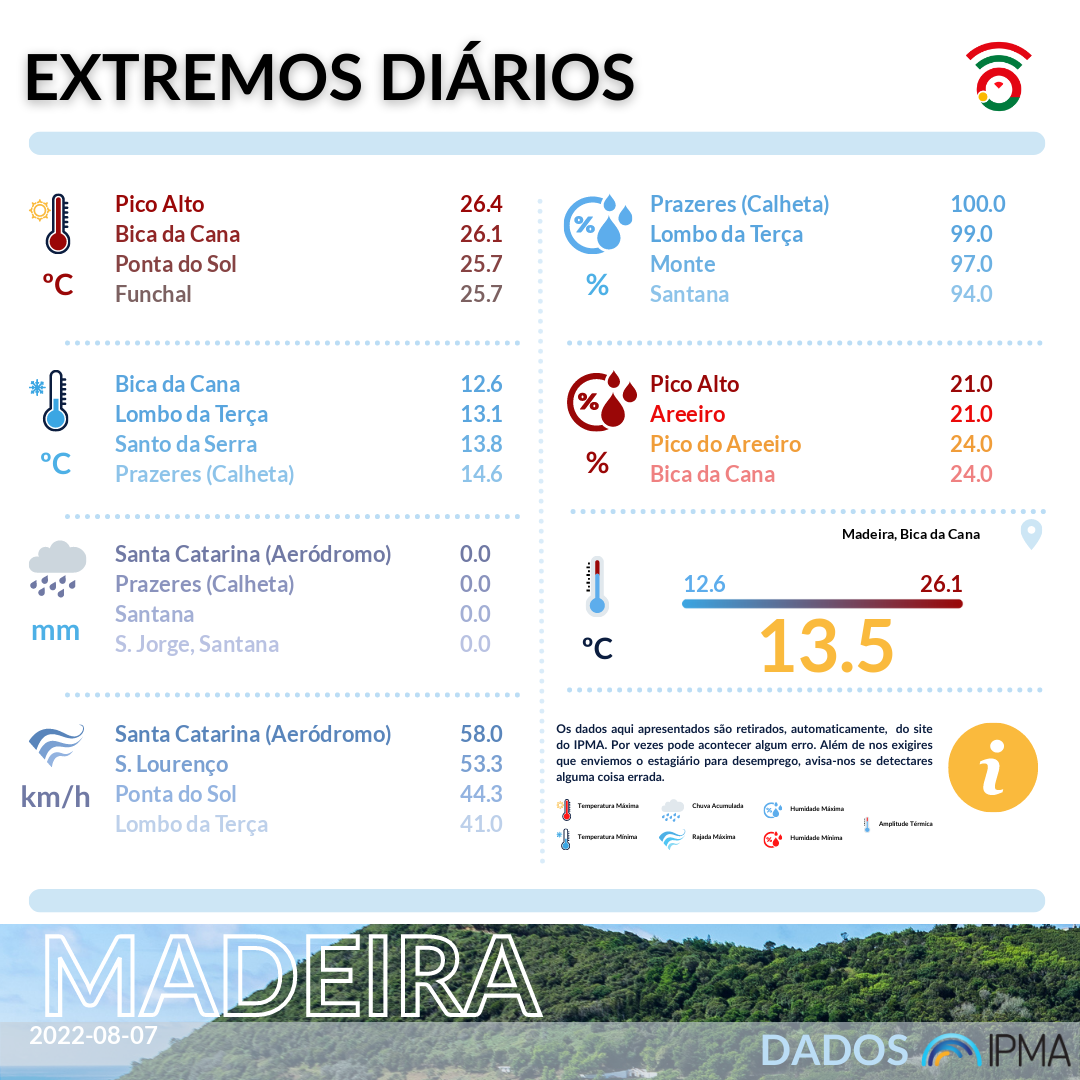 EXTREMOS DIÁRIOS
Pico Alto 26.4
Bica da Cana 26.1
Ponta do Sol 25.7
Funchal 25.7
ºC
Bica da Cana 12.6
Lombo da Terça 13.1
Santo da Serra 13.8
Prazeres (Calheta) 14.6
ºC
Santa Catarina (Aeródromo) 0.0
Prazeres (Calheta) 0.0
Santana 0.0
S. Jorge, Santana 0.0
mm
Santa Catarina (Aeródromo) 58.0
S. Lourenço 53.3
Ponta do Sol 44.3
Lombo da Terça 41.0
km/h
%
Prazeres (Calheta) 100.0
Lombo da Terça 99.0
Monte 97.0
Santana 94.0
%
%
Pico Alto 21.0
Areeiro 21.0
Pico do Areeiro 24.0
Bica da Cana 24.0
%
Madeira, Bica da Cana
12.6 26.1
13.5
ºC
Os dados aqui apresentados são retirados, automaticamente, do site
do IPMA. Por vezes pode acontecer algum erro. Além de nos exigires
que enviemos o estagiário para desemprego, avisa-nos se detectares
alguma coisa errada.
i
Temperatura Máxima
Chuva Acumulada
Humidade Máxima
Amplitude Térmica
Temperatura Mínima
Rajada Máxima
Humidade Mínima
MADEIRA
2022-08-07
DADOS IPMA